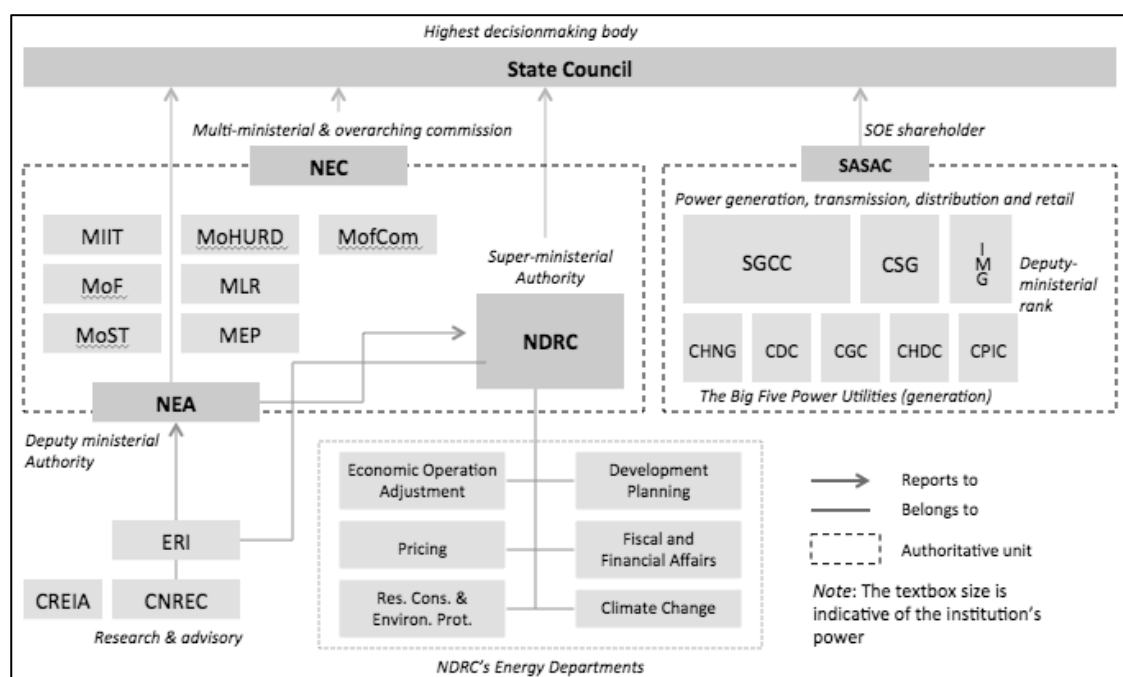 Highest decisionmaking body
State Council
Multi-ministerial & overarching commission
SOE shareholder
NEC
SASAC
Power generation, transmission, distribution and retail
MIIT
MoHURD
MofCom
SGCC
CSG
I
M
G
Deputy-
ministerial
rank
Super-ministerial
Authority
MoF
MLR
MoST
MEP
NDRC
CHNG
CDC
CGC
CHDC
CPIC
The Big Five Power Utilities (generation)
NEA
Deputy ministerial
Authority
Economic Operation
Adjustment
Development
Planning
Reports to
Belongs to
ERI
Pricing
Fiscal and
Financial Affairs
Authoritative unit
CREIA
CNREC
Res. Cons. &
Environ. Prot.
Climate Change
Note: The textbox size is
indicative of the institution's
power
Research & advisory
NDRC's Energy Departments